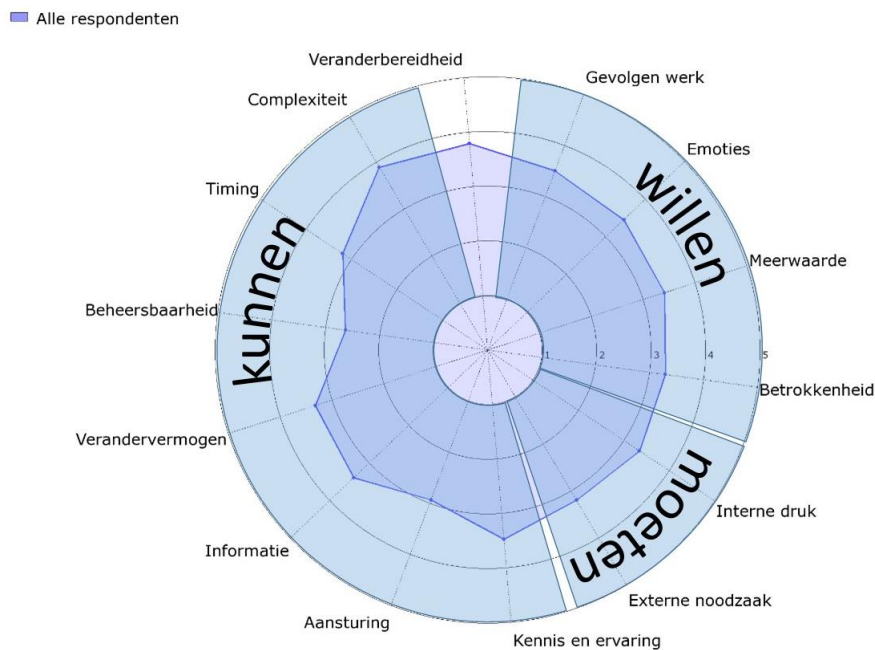 Alle respondenten
Veranderbereidheid
Gevolgen werk
Complexiteit
Emoties
willen
Timing
kunnen
Meerwaarde
Beheersbaarheid
1 2 3 4 5
Betrokkenheid
Verandervermogen
moeten
Interne druk
Informatie
Externe noodzaak
Aansturing
Kennis en ervaring